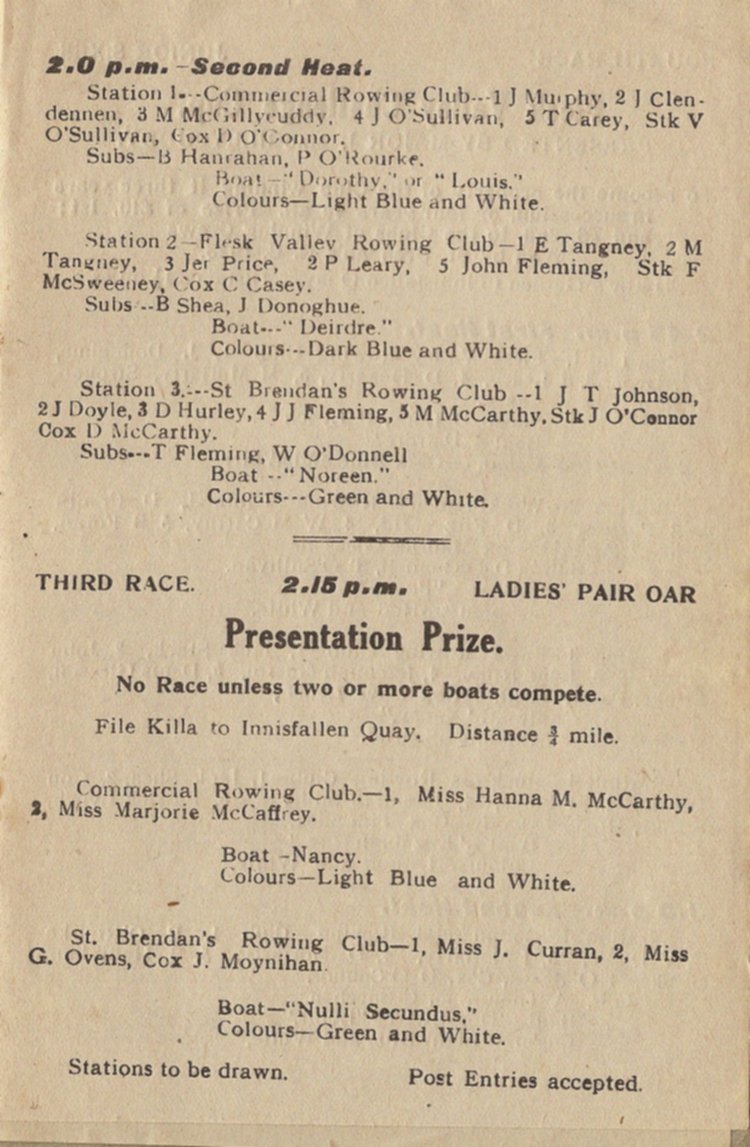 2.0 p.m. -Second Heat.
Station 1.--Commercial Rowing Club---1 J Murphy, 2 J Clen-
dennen, 3 M McGillycuddy, 4 J O'Sullivan, 5 T Carey, Stk V
O'Sullivan, Cox D O'Connor.
Subs—B Hanrahan, P O'Rourke.
Boat—"Dorothy," or "Louis."
Colours—Light Blue and White.
Station 2—Flesk Valley Rowing Club—1 E Tangney, 2 M
Tangney, 3 Jer Price, 2 P Leary, 5 John Fleming, Stk F
McSweeney, Cox C Casey.
Subs--B Shea, J Donoghue.
Boat---"Deirdre."
Colours---Dark Blue and White.
Station 3.---St Brendan's Rowing Club --1 J T Johnson,
2 J Doyle, 3 D Hurley, 4 J J Fleming, 5 M McCarthy, Stk J O'Connor
Cox D McCarthy.
Subs---T Fleming, W O'Donnell
Boat --"Noreen."
Colours---Green and White.
THIRD RACE. 2.15 p.m. LADIES' PAIR OAR
Presentation Prize.
No Race unless two or more boats compete.
File Killa to Innisfallen Quay. Distance ¾ mile.
Commercial Rowing Club.—1, Miss Hanna M. McCarthy,
2, Miss Marjorie McCaffrey.
Boat -Nancy.
Colours—Light Blue and White.
St. Brendan's Rowing Club—1, Miss J. Curran, 2, Miss
G. Ovens, Cox J. Moynihan.
Boat—"Nulli Secundus."
Colours—Green and White.
Stations to be drawn. Post Entries accepted.